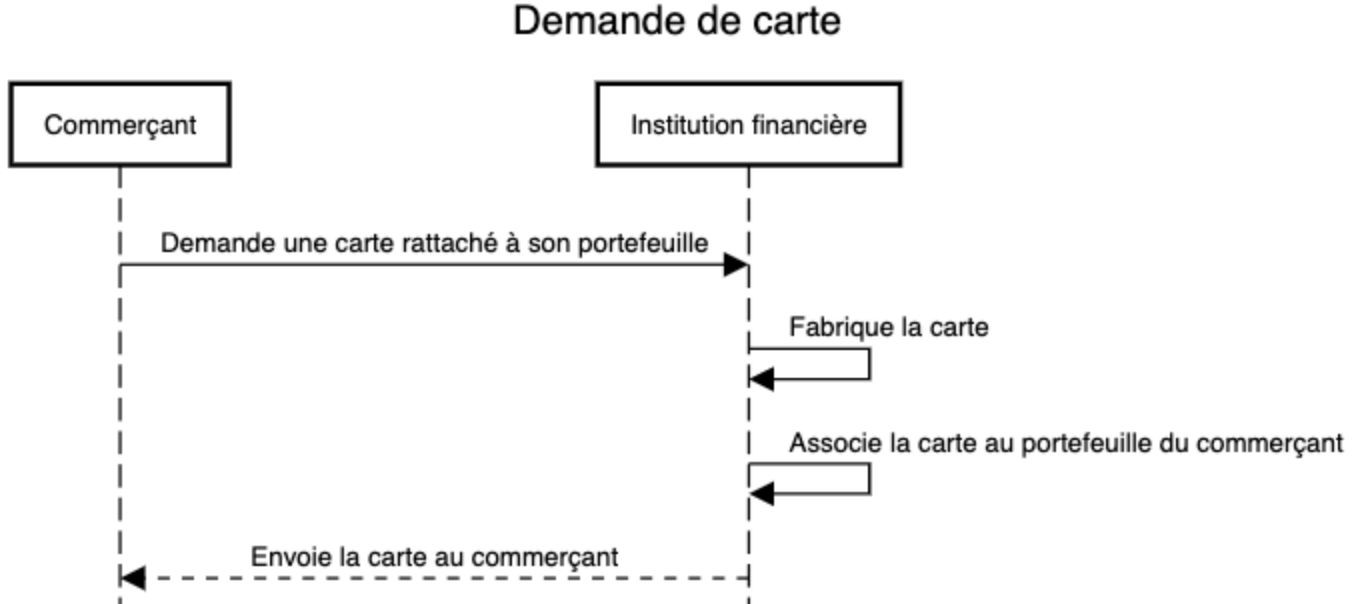 Demande de carte
Commerçant
Institution financière
Demande une carte rattaché à son portefeuille
Fabrique la carte
Associe la carte au portefeuille du commerçant
Envoie la carte au commerçant